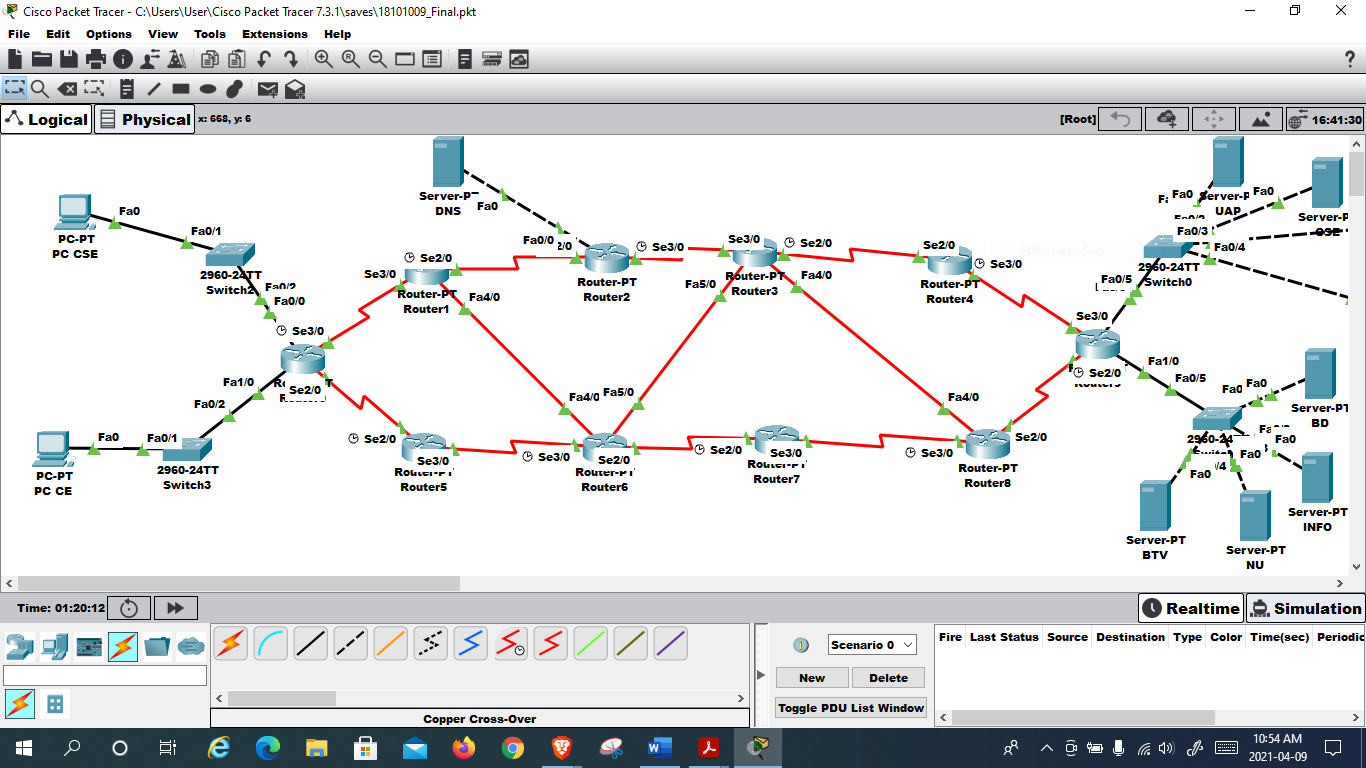 Cisco Packet Tracer - C:\Users\User\Cisco Packet Tracer 7.3.1\saves\18101009_Final.pkt
File Edit Options View Tools Extensions Help
Logical Physical x: 668, y: 6 [Root] 16:41:30
Server-PT
DNS
Fa0
PC-PT
PC CSE
Fa0
Fa0/1
2960-24TT
Switch2
Fa0/2
Fa0/0
Se3/0
Se2/0
Fa1/0
Fa0/2
PC-PT
PC CE
Fa0
Fa0/1
2960-24TT
Switch3
Se3/0
Se2/0
Router-PT
Router1
Fa4/0
Fa0/0
Se3/0
Router-PT
Router2
Se3/0
Se2/0
Router-PT
Router3
Fa4/0
Fa5/0
Se2/0
Se3/0
Router-PT
Router4
Se2/0
Se3/0
Router-PT
Router5
Fa4/0
Fa5/0
Se3/0
Se2/0
Router-PT
Router6
Se2/0
Se3/0
Router-PT
Router7
Fa4/0
Se2/0
Se3/0
Router-PT
Router8
Se3/0
Se2/0
Fa1/0
Fa0/5
Fa0/5
Fa0
UAP
Fa0
Server-P
Fa0/3
Fa0/4
2960-24TT
Switch0
Full-screen Snip
2960-24
Fa0
Fa0
Server-PT
BD
Fa0
Fa0
Fa0
Server-PT
INFO
Server-PT
BTV
Server-PT
NU
Time: 01:20:12
Realtime Simulation
Scenario 0
New Delete
Toggle PDU List Window
Fire Last Status Source Destination Type Color Time(sec) Periodic
Copper Cross-Over
10:54 AM
2021-04-09